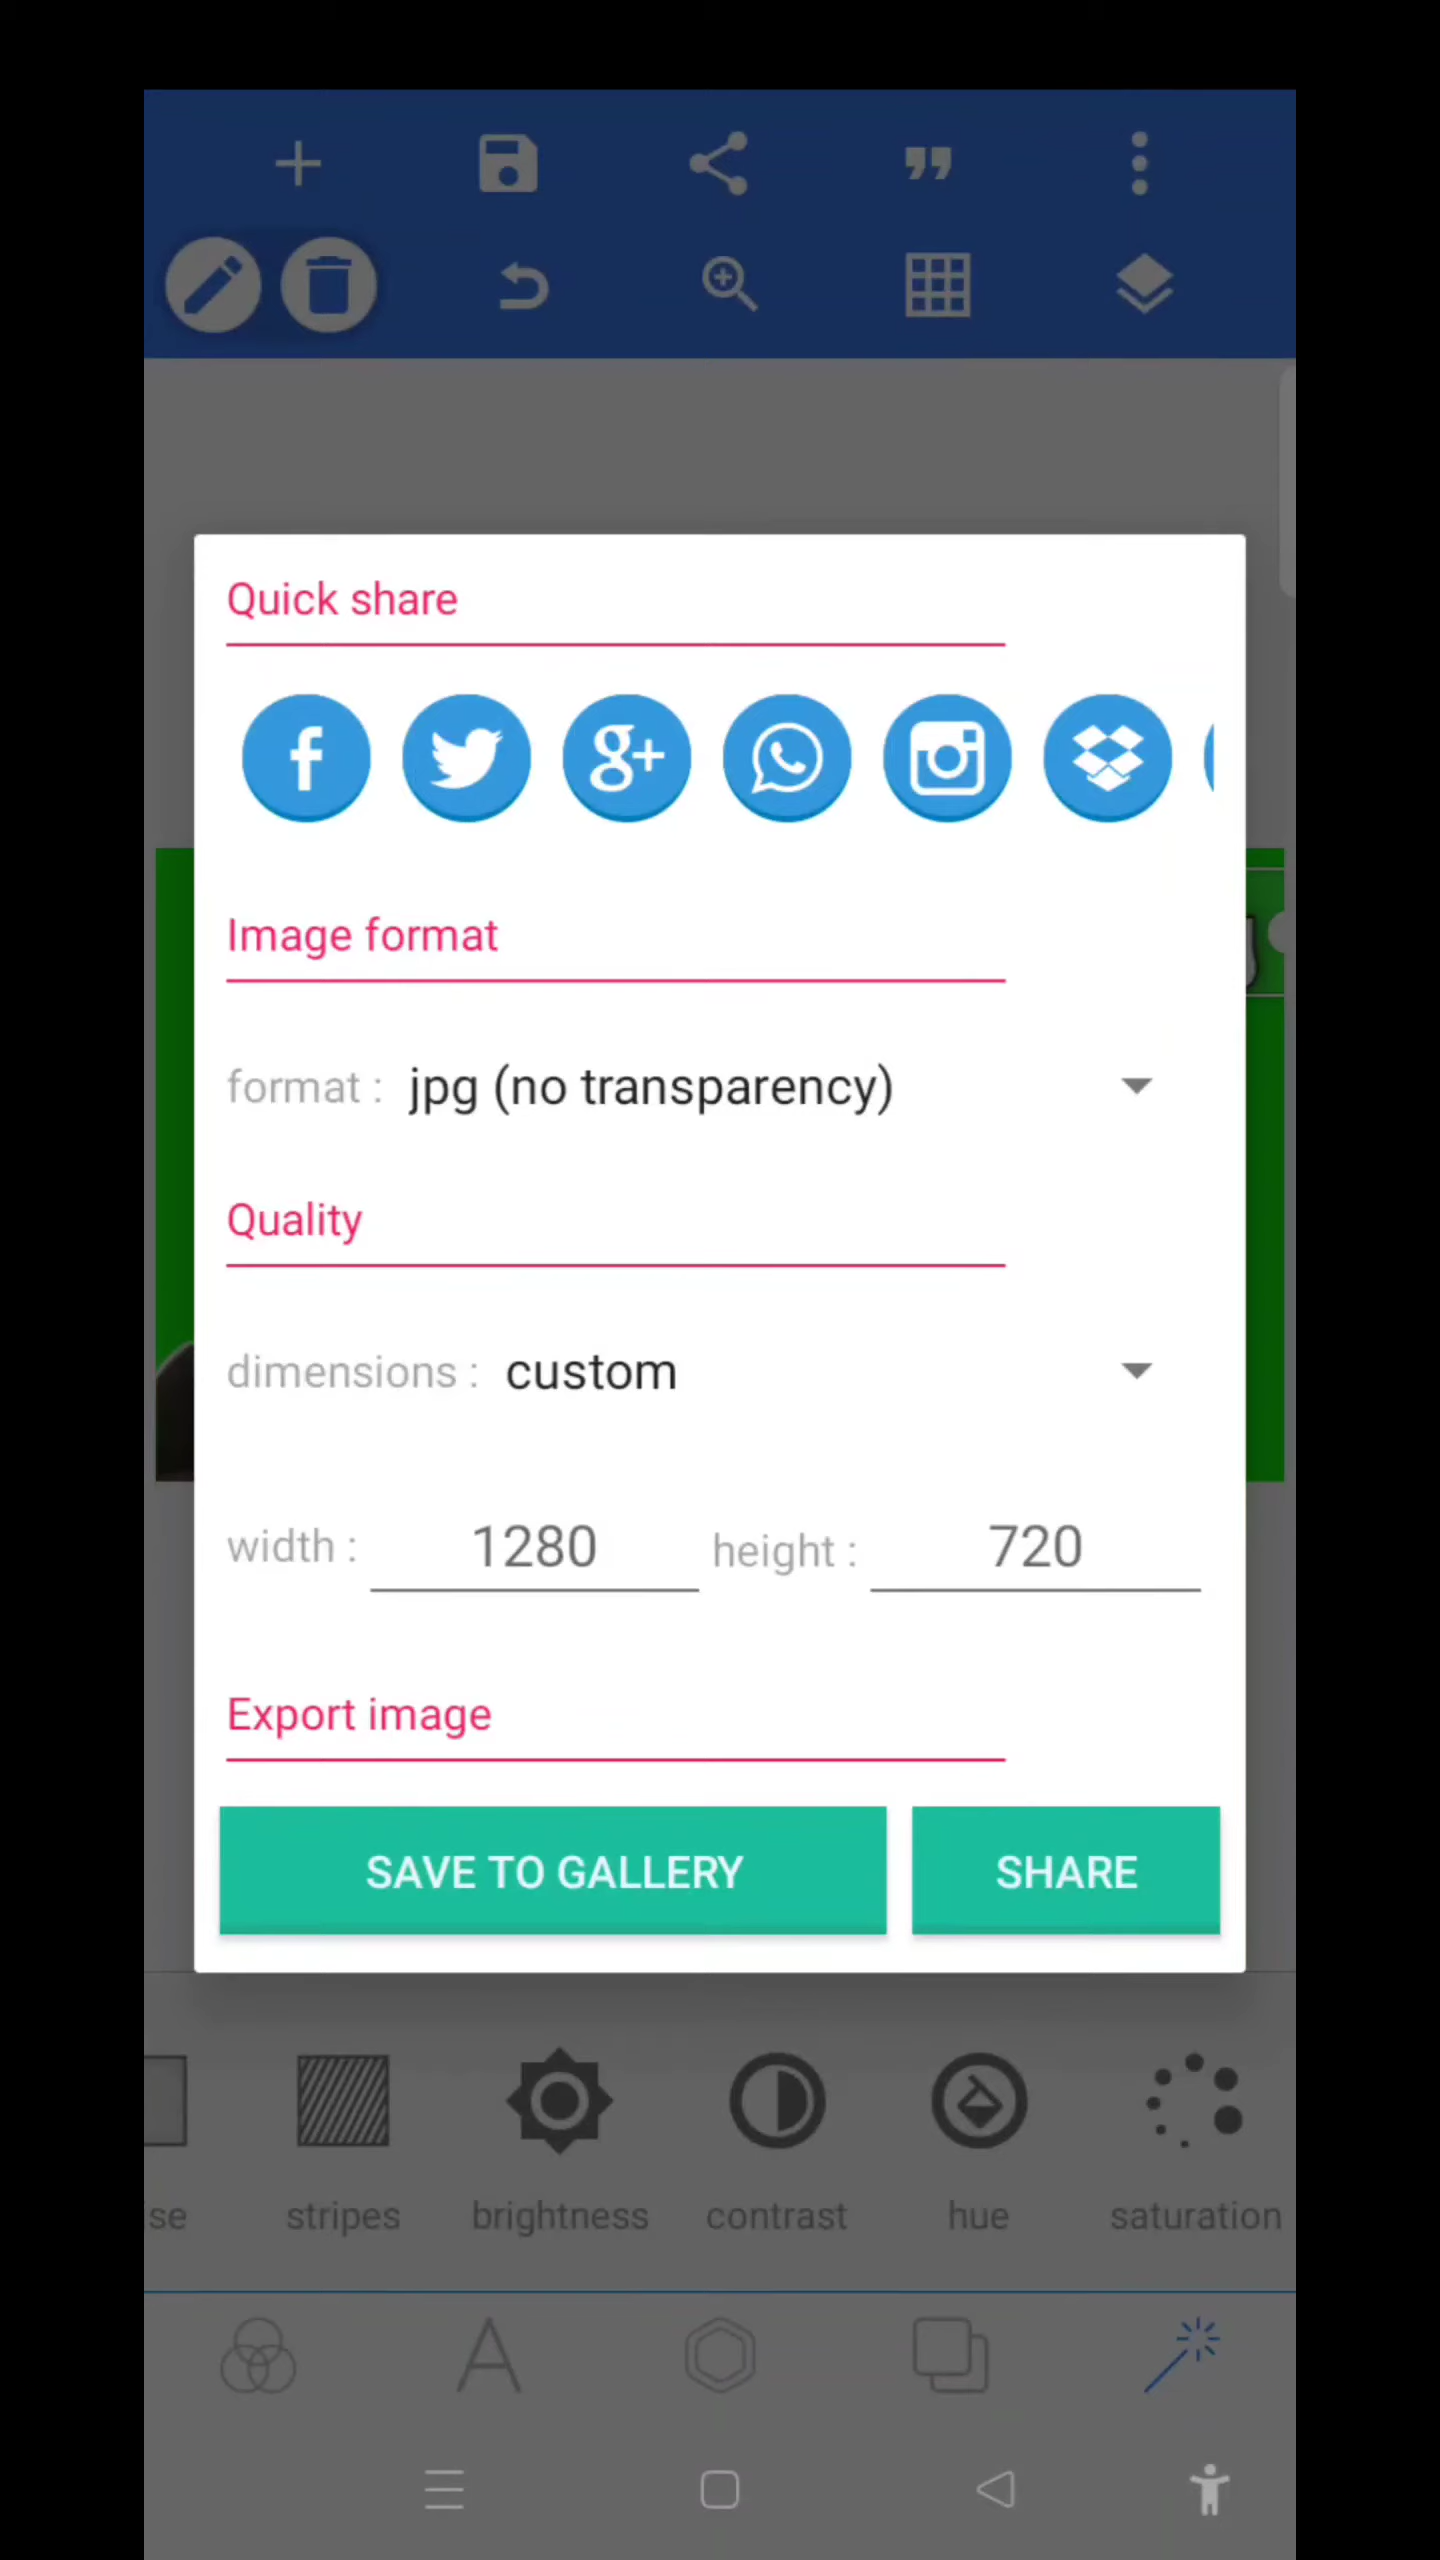 Quick share
Image format
format : jpg (no transparency)
Quality
dimensions : custom
width : 1280 height : 720
Export image
SAVE TO GALLERY SHARE
se stripes brightness contrast hue saturation